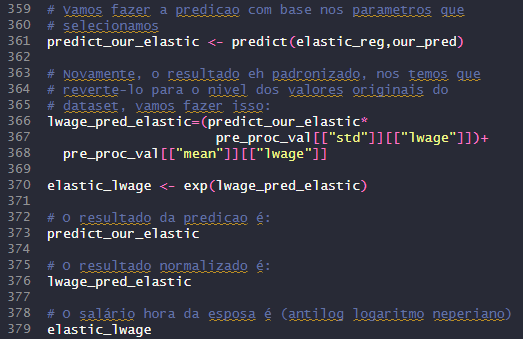 359 # Vamos fazer a predicao com base nos parametros que
360 # selecionamos
361 predict_our_elastic <- predict(elastic_reg,our_pred)
362
363 # Novamente, o resultado eh padronizado, nos temos que
364 # reverte-lo para o nivel dos valores originais do
365 # dataset, vamos fazer isso:
366 lwage_pred_elastic=(predict_our_elastic*
367 pre_proc_val[["std"]][["lwage"]])+
368 pre_proc_val[["mean"]][["lwage"]]
369
370 elastic_lwage <- exp(lwage_pred_elastic)
371
372 # O resultado da predicao é:
373 predict_our_elastic
374
375 # O resultado normalizado é:
376 lwage_pred_elastic
377
378 # O salário hora da esposa é (antilog logaritmo neperiano)
379 elastic_lwage